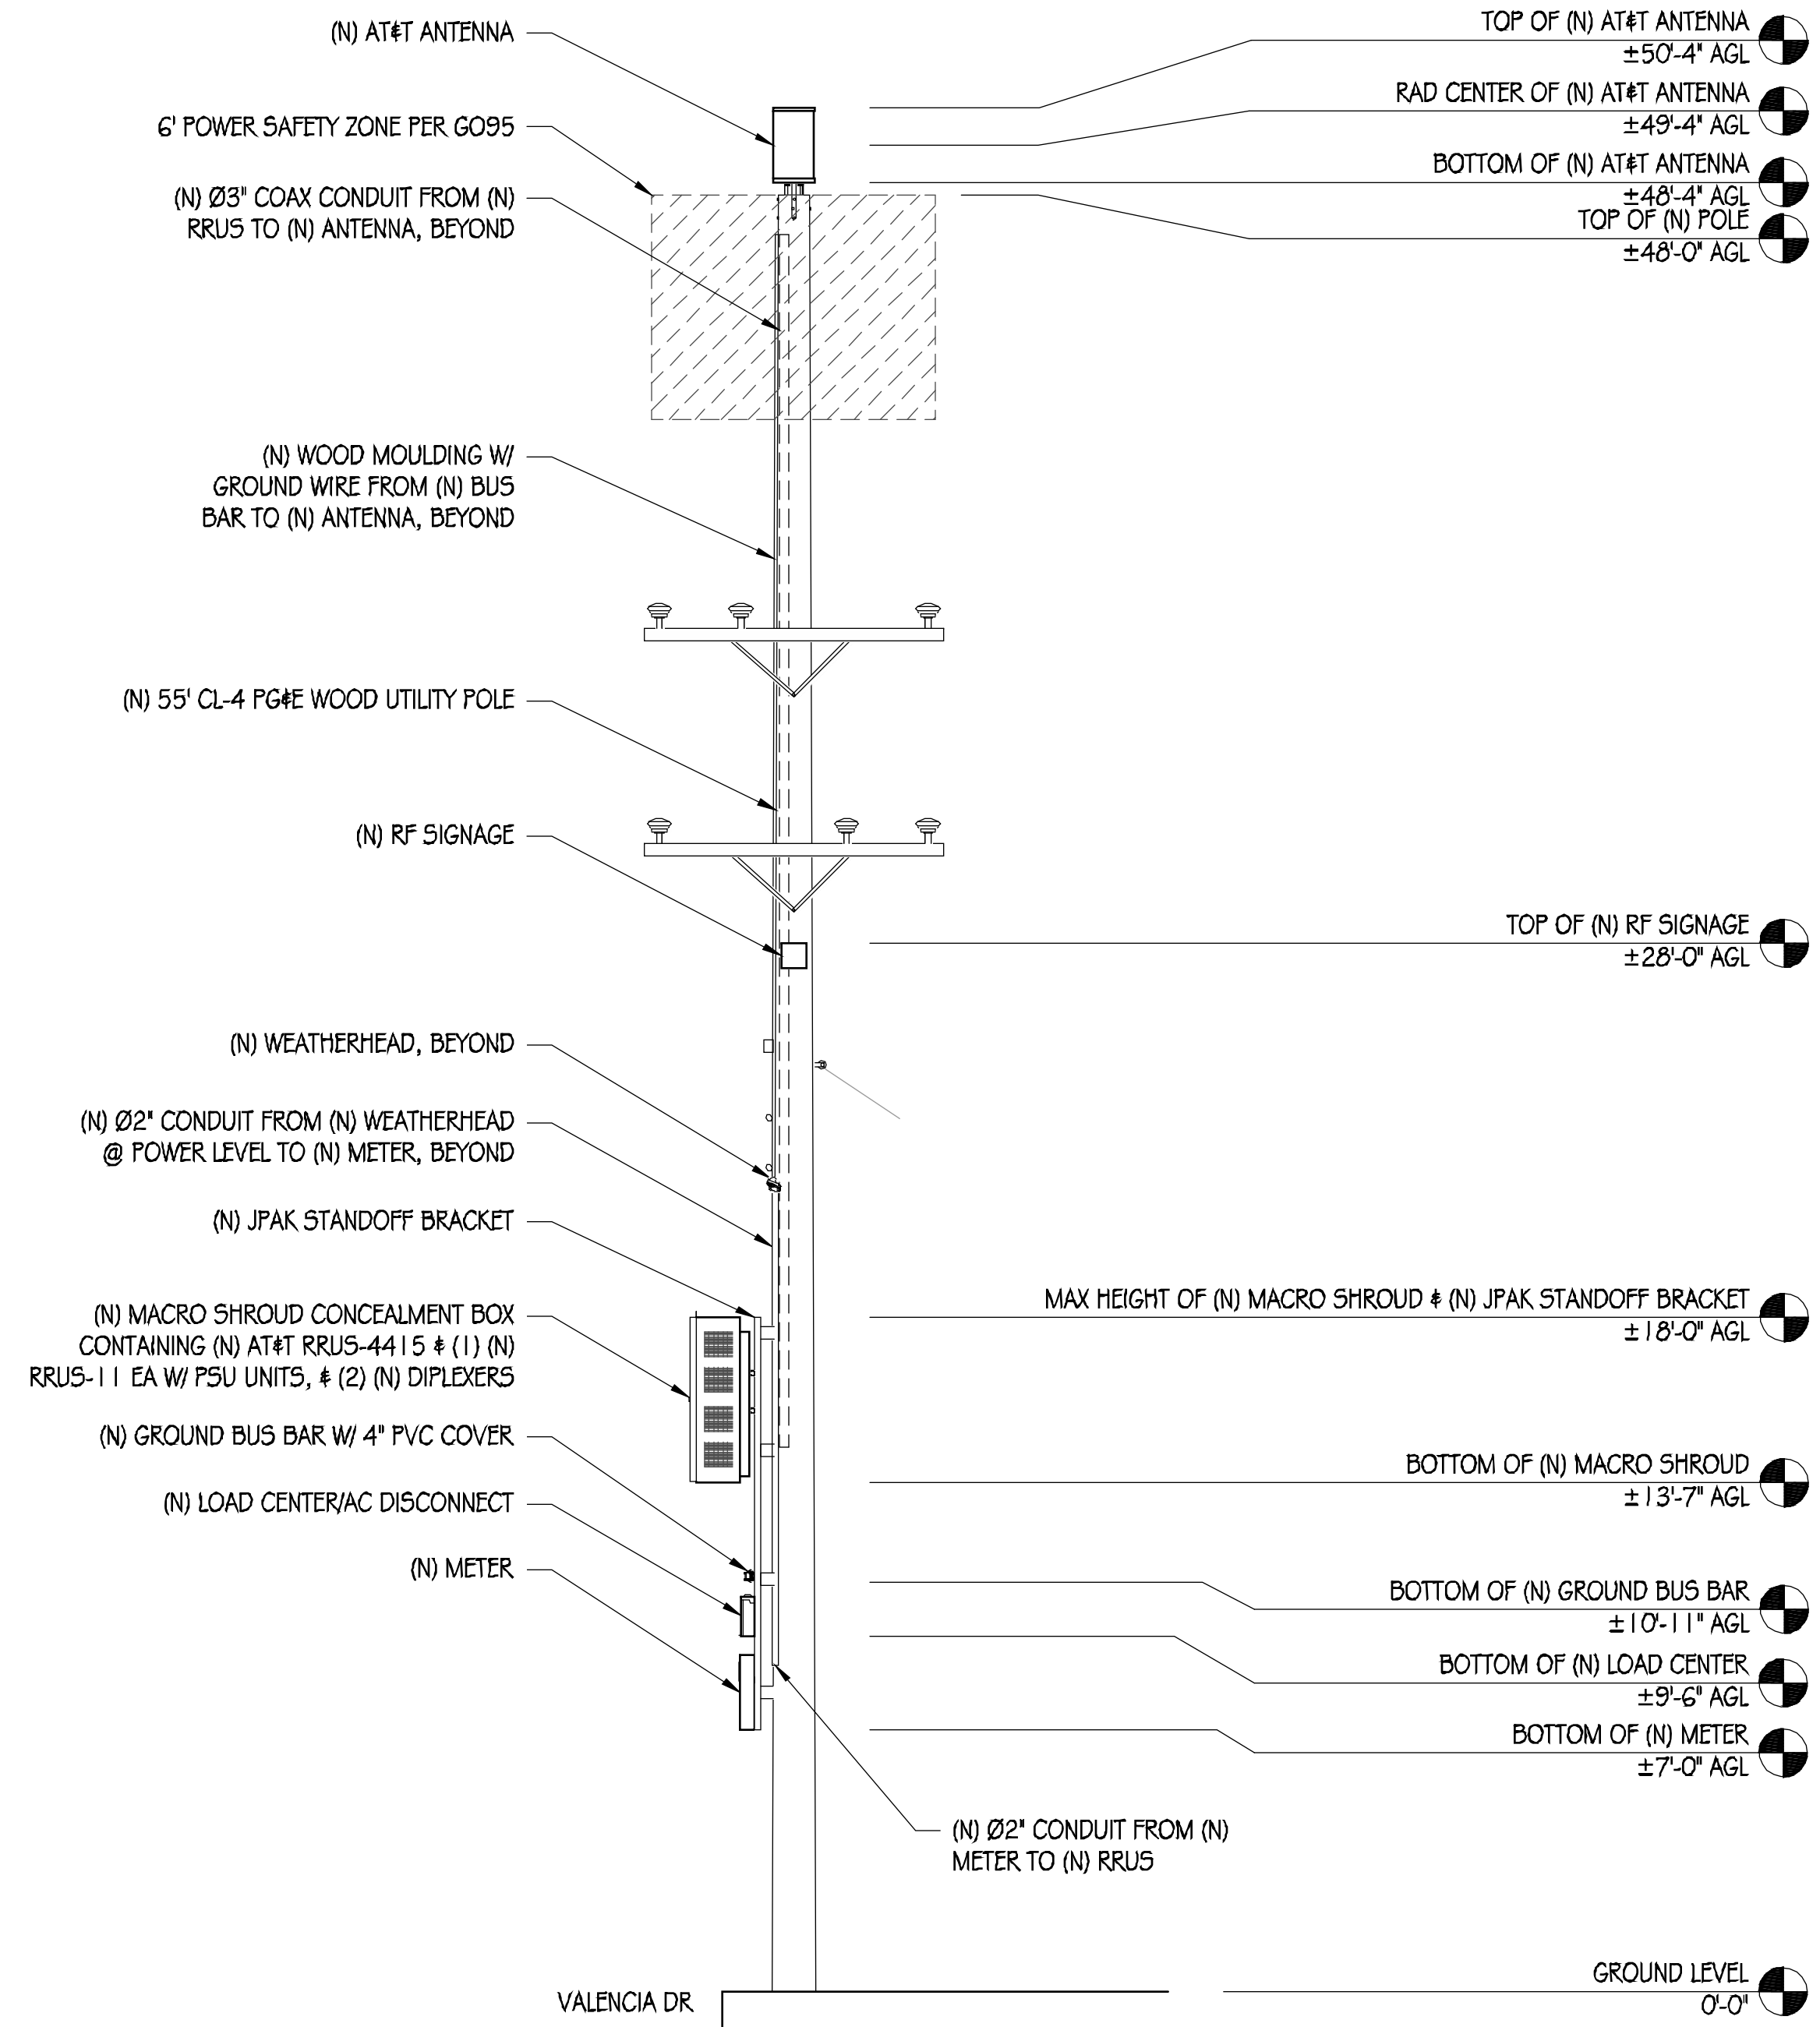 (N) AT&T ANTENNA
6' POWER SAFETY ZONE PER GO95
(N) Ø3" COAX CONDUIT FROM (N)
RRUS TO (N) ANTENNA, BEYOND
(N) WOOD MOULDING W/
GROUND WIRE FROM (N) BUS
BAR TO (N) ANTENNA, BEYOND
(N) 55' CL-4 PG&E WOOD UTILITY POLE
(N) RF SIGNAGE
(N) WEATHERHEAD, BEYOND
(N) Ø2" CONDUIT FROM (N) WEATHERHEAD
@ POWER LEVEL TO (N) METER, BEYOND
(N) JPAK STANDOFF BRACKET
(N) MACRO SHROUD CONCEALMENT BOX
CONTAINING (N) AT&T RRUS-4415 & (1) (N)
RRUS-11 EA W/ PSU UNITS, & (2) (N) DIPLEXERS
(N) GROUND BUS BAR W/ 4" PVC COVER
(N) LOAD CENTER/AC DISCONNECT
(N) METER
TOP OF (N) AT&T ANTENNA
±50'-4" AGL
RAD CENTER OF (N) AT&T ANTENNA
±49'-4" AGL
BOTTOM OF (N) AT&T ANTENNA
±48'-4" AGL
TOP OF (N) POLE
±48'-0" AGL
TOP OF (N) RF SIGNAGE
±28'-0" AGL
MAX HEIGHT OF (N) MACRO SHROUD & (N) JPAK STANDOFF BRACKET
±18'-0" AGL
BOTTOM OF (N) MACRO SHROUD
±13'-7" AGL
BOTTOM OF (N) GROUND BUS BAR
±10'-11" AGL
BOTTOM OF (N) LOAD CENTER
±9'-6" AGL
BOTTOM OF (N) METER
±7'-0" AGL
(N) Ø2" CONDUIT FROM (N)
METER TO (N) RRUS
GROUND LEVEL
0'-0"
VALENCIA DR